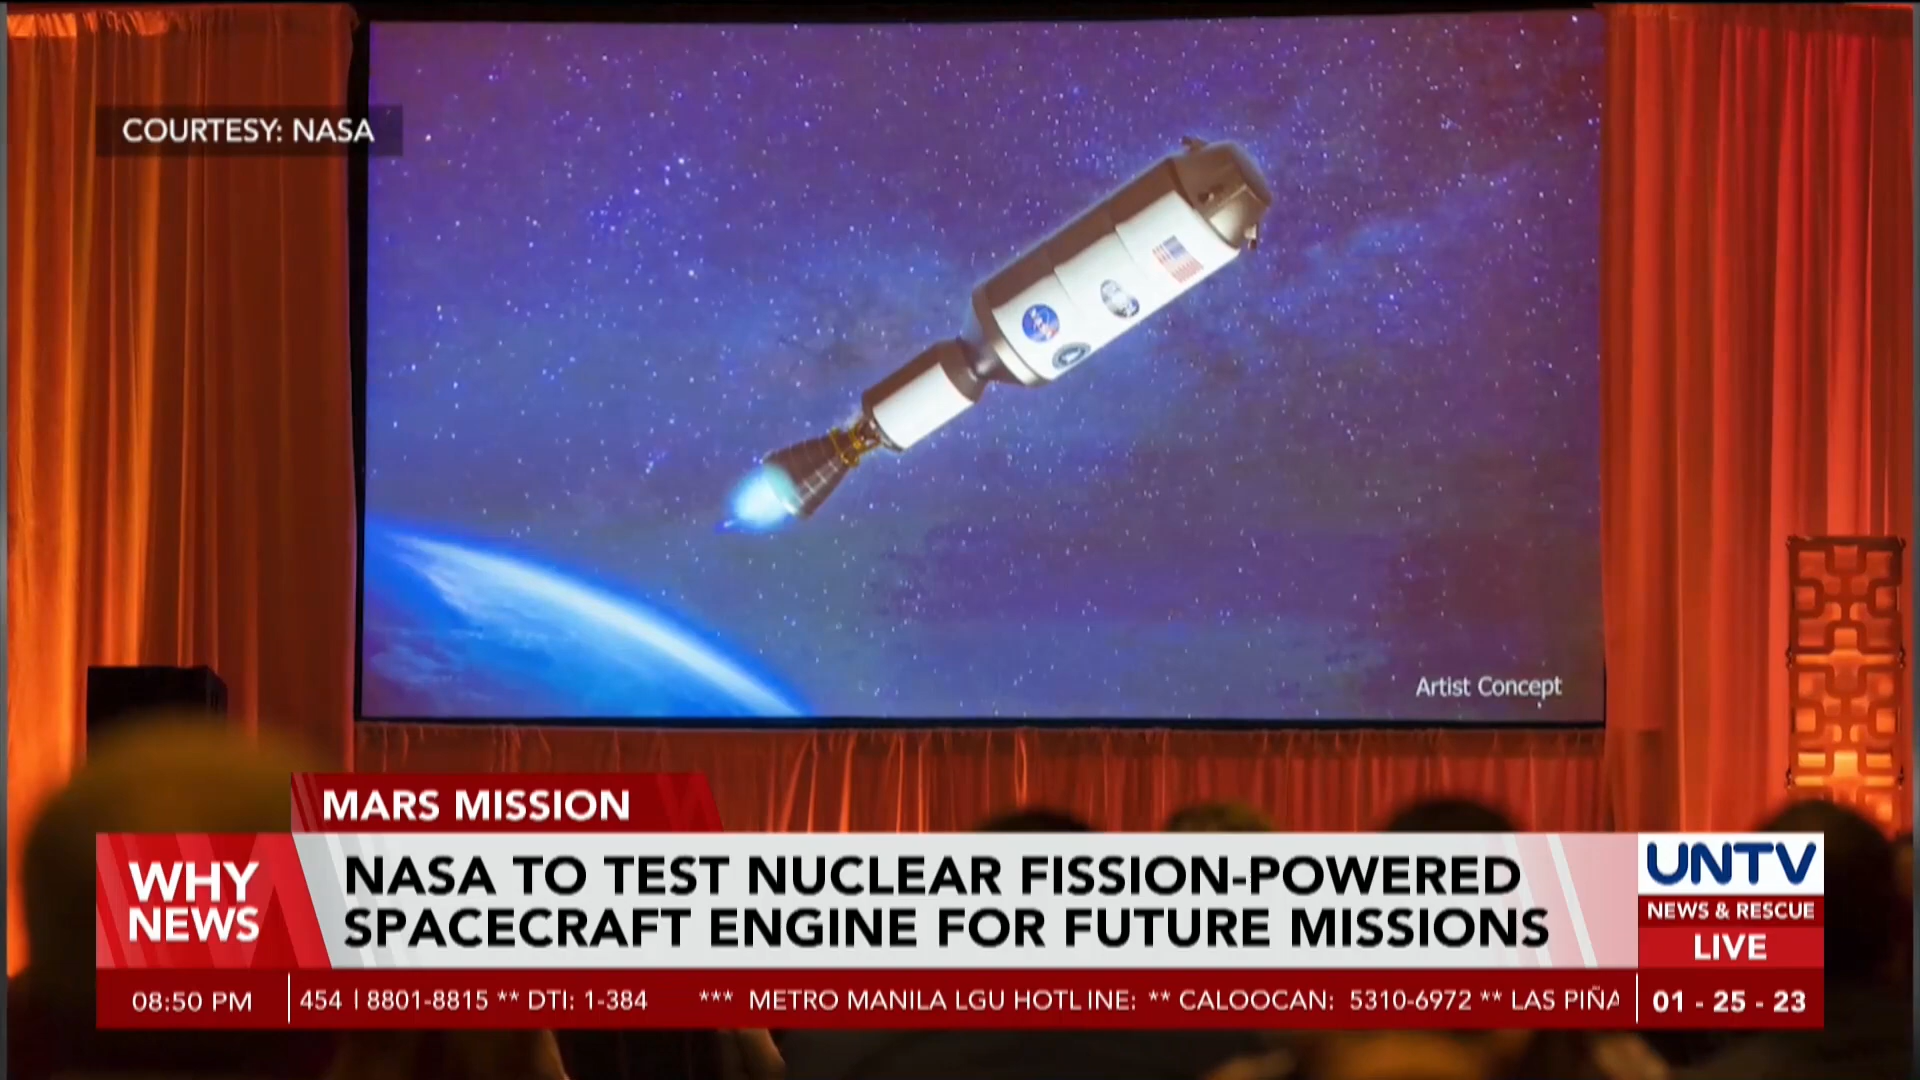 COURTESY: NASA
Artist Concept
MARS MISSION
WHY
NEWS
NASA TO TEST NUCLEAR FISSION-POWERED
SPACECRAFT ENGINE FOR FUTURE MISSIONS
UNTV
NEWS & RESCUE
LIVE
08:50 PM
454 | 8801-8815 ** DTI: 1-384 *** METRO MANILA LGU HOTLINE: ** CALOOCAN: 5310-6972 ** LAS PIÑA
01 - 25 - 23